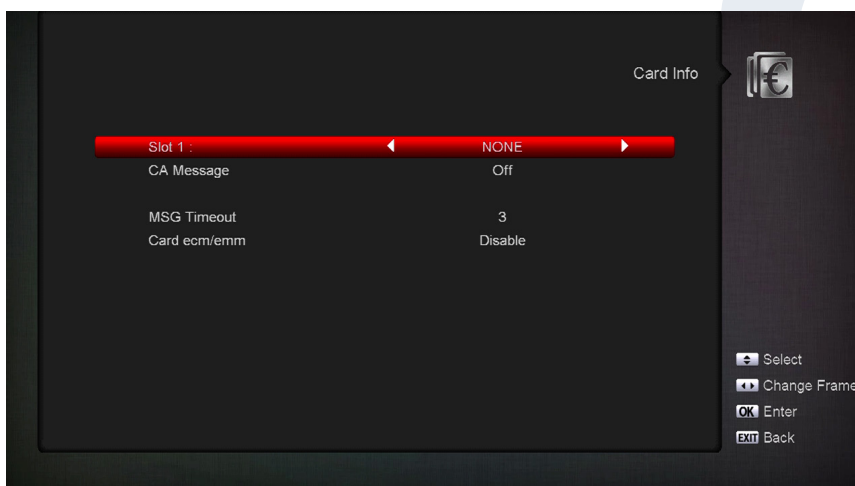 Card Info
€
Slot 1 : NONE
CA Message Off
MSG Timeout 3
Card ecm/emm Disable
Select
Change Frame
OK Enter
EXIT Back